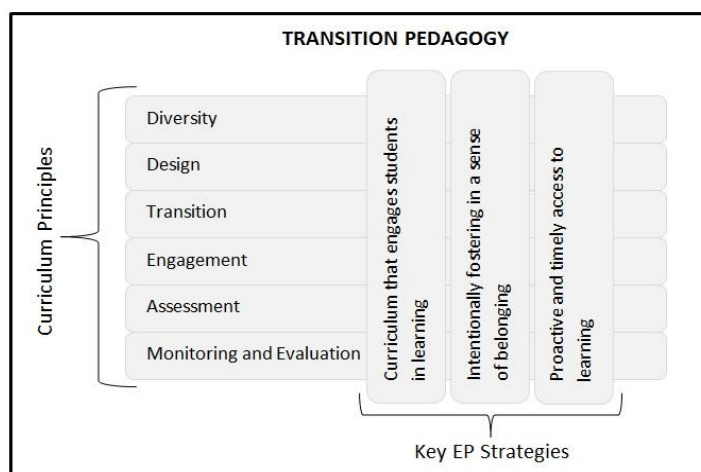 TRANSITION PEDAGOGY
Curriculum Principles
Diversity
Design
Transition
Engagement
Assessment
Monitoring and Evaluation
Curriculum that engages students
in learning
Intentionally fostering in a sense
of belonging
Proactive and timely access to
learning
Key EP Strategies